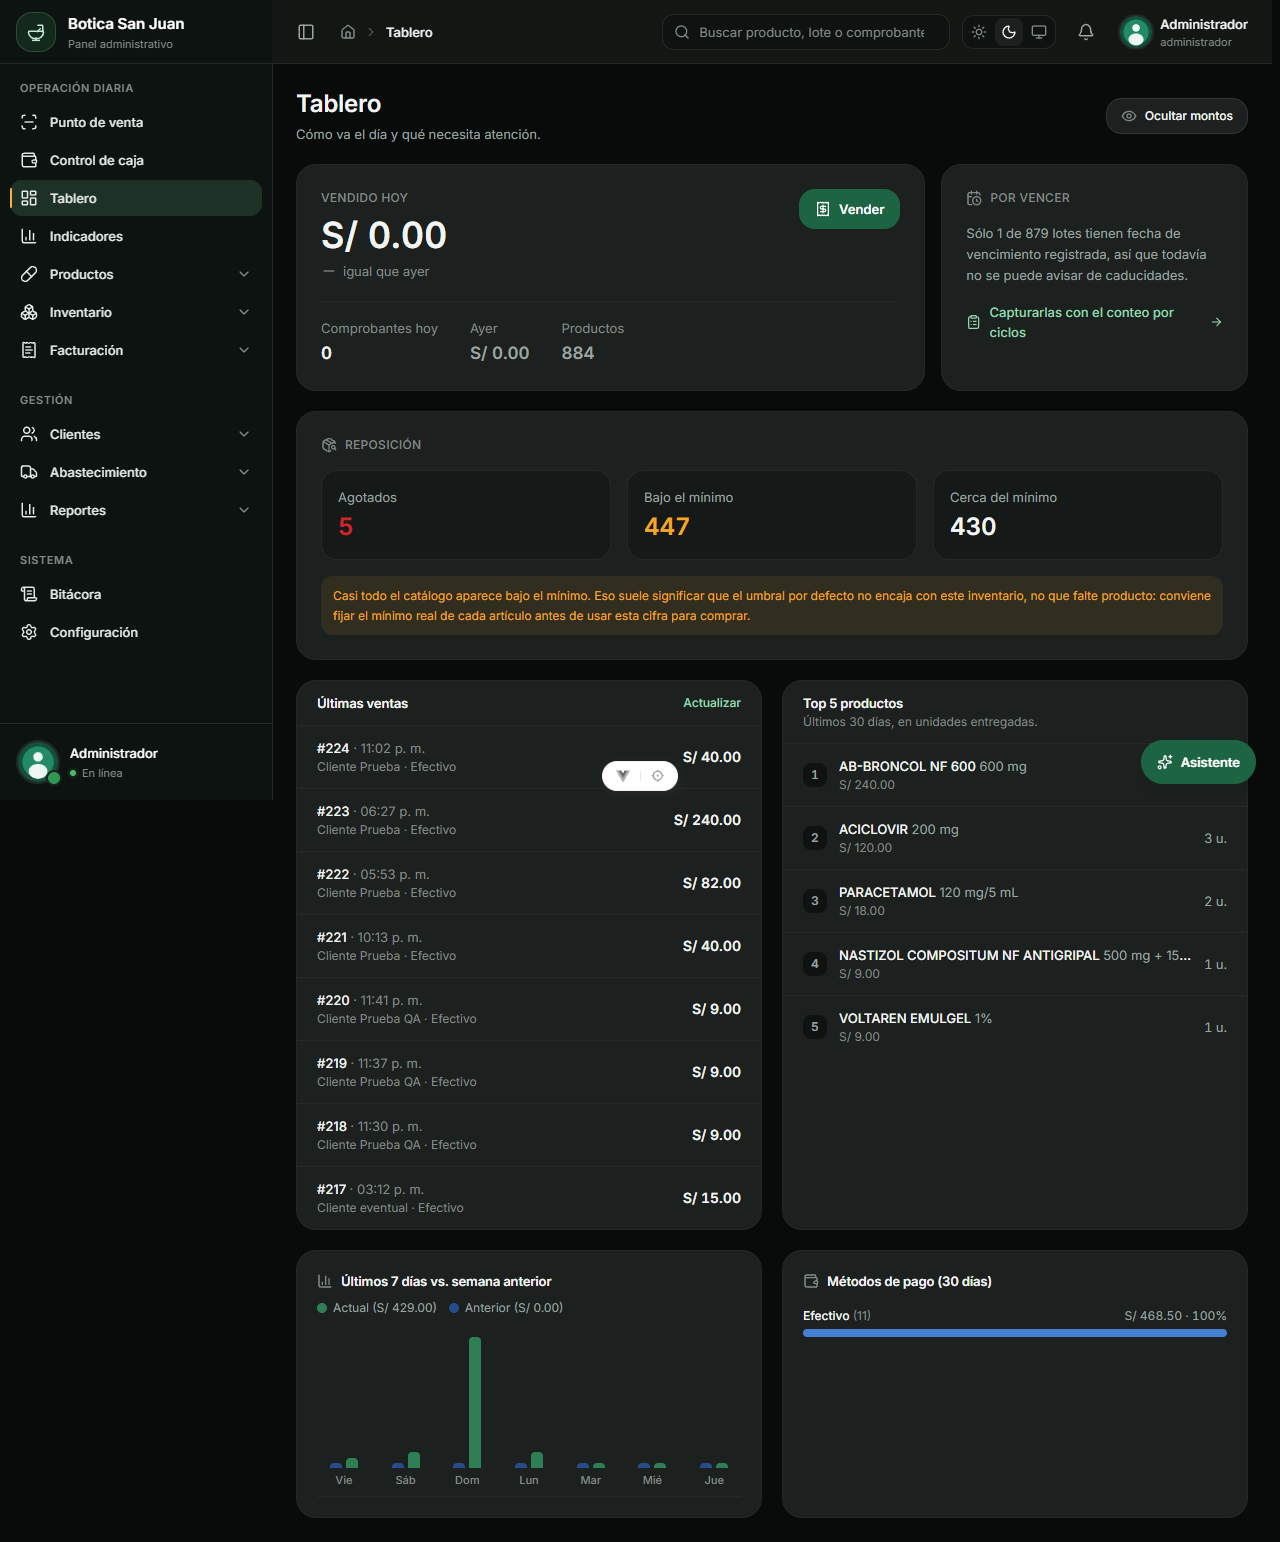 Botica San Juan
Panel administrativo
Tablero
Buscar producto, lote o comprobante
Administrador
administrador
OPERACIÓN DIARIA
Punto de venta
Control de caja
Tablero
Indicadores
Productos
Inventario
Facturación
GESTIÓN
Clientes
Abastecimiento
Reportes
SISTEMA
Bitácora
Configuración
Administrador
En línea
Tablero
Cómo va el día y qué necesita atención.
Ocultar montos
VENDIDO HOY
S/ 0.00
— igual que ayer
Vender
Comprobantes hoy
0
Ayer
S/ 0.00
Productos
884
POR VENCER
Sólo 1 de 879 lotes tienen fecha de
vencimiento registrada, así que todavía
no se puede avisar de caducidades.
Capturarlas con el conteo por
ciclos
REPOSICIÓN
Agotados
5
Bajo el mínimo
447
Cerca del mínimo
430
Casi todo el catálogo aparece bajo el mínimo. Eso suele significar que el umbral por defecto no encaja con este inventario, no que falte producto: conviene
fijar el mínimo real de cada artículo antes de usar esta cifra para comprar.
Últimas ventas
Actualizar
#224 · 11:02 p. m.
Cliente Prueba · Efectivo
S/ 40.00
#223 · 06:27 p. m.
Cliente Prueba · Efectivo
S/ 240.00
#222 · 05:53 p. m.
Cliente Prueba · Efectivo
S/ 82.00
#221 · 10:13 p. m.
Cliente Prueba · Efectivo
S/ 40.00
#220 · 11:41 p. m.
Cliente Prueba QA · Efectivo
S/ 9.00
#219 · 11:37 p. m.
Cliente Prueba QA · Efectivo
S/ 9.00
#218 · 11:30 p. m.
Cliente Prueba QA · Efectivo
S/ 9.00
#217 · 03:12 p. m.
Cliente eventual · Efectivo
S/ 15.00
Top 5 productos
Últimos 30 días, en unidades entregadas.
1
AB-BRONCOL NF 600 600 mg
S/ 240.00
Asistente
2
ACICLOVIR 200 mg
S/ 120.00
3 u.
3
PARACETAMOL 120 mg/5 mL
S/ 18.00
2 u.
4
NASTIZOL COMPOSITUM NF ANTIGRIPAL 500 mg + 15...
S/ 9.00
1 u.
5
VOLTAREN EMULGEL 1%
S/ 9.00
1 u.
Últimos 7 días vs. semana anterior
Actual (S/ 429.00)
Anterior (S/ 0.00)
Vie
Sáb
Dom
Lun
Mar
Mié
Jue
Métodos de pago (30 días)
Efectivo (11)
S/ 468.50 · 100%